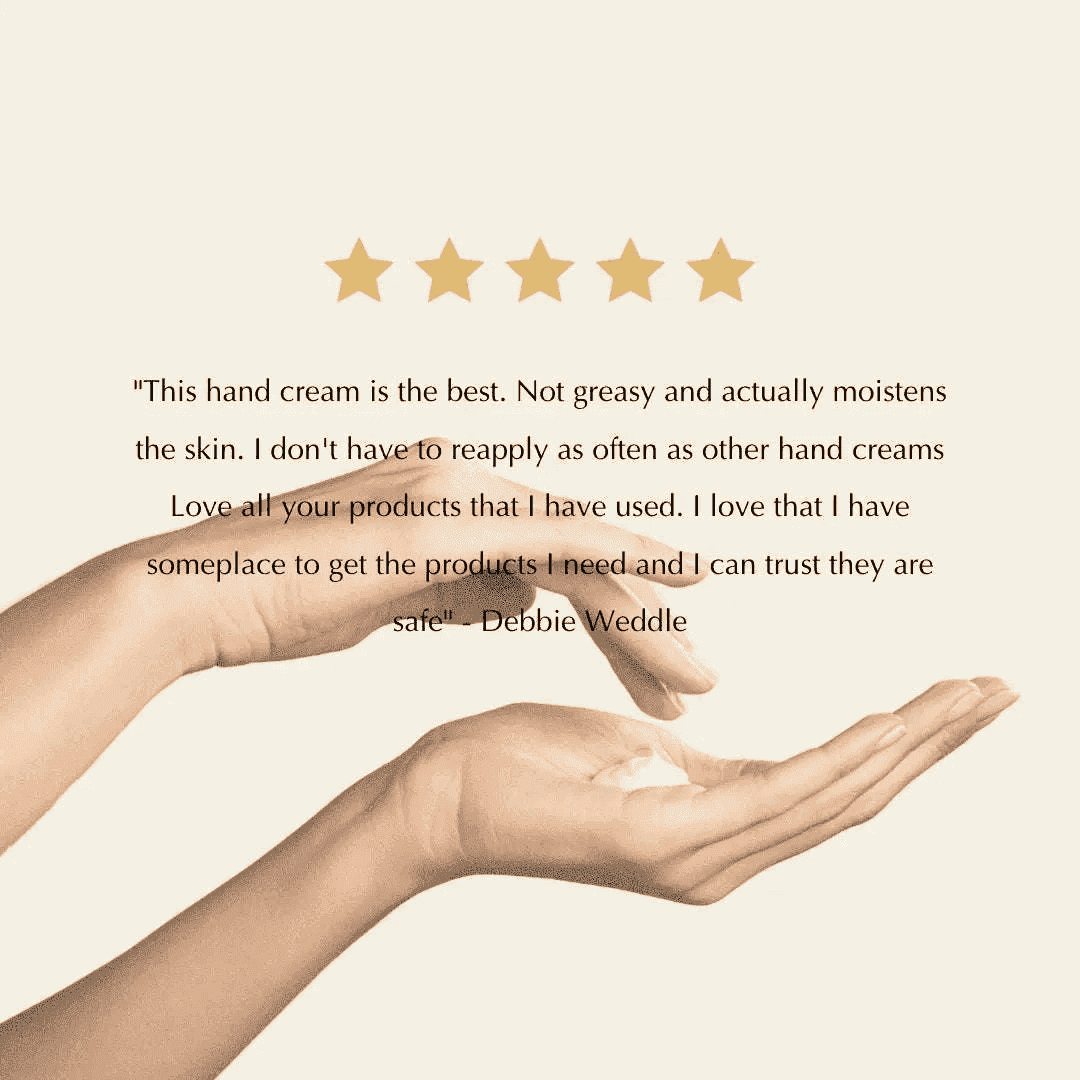 "This hand cream is the best. Not greasy and actually moistens
the skin. I don't have to reapply as often as other hand creams
Love all your products that I have used. I love that I have
someplace to get the products I need and I can trust they are
safe" - Debbie Weddle